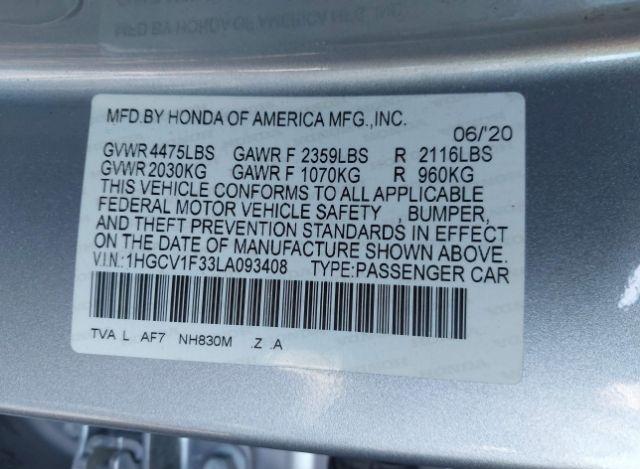 MFD.BY HONDA OF AMERICA MFG.,INC.
06/'20
GVWR 4475LBS GAWR F 2359LBS R 2116LBS
GVWR 2030KG GAWR F 1070KG R 960KG
THIS VEHICLE CONFORMS TO ALL APPLICABLE
FEDERAL MOTOR VEHICLE SAFETY , BUMPER,
AND THEFT PREVENTION STANDARDS IN EFFECT
ON THE DATE OF MANUFACTURE SHOWN ABOVE.
V.I.N.:1HGCV1F33LA093408 TYPE:PASSENGER CAR
TVA L AF7 NH830M .Z .A